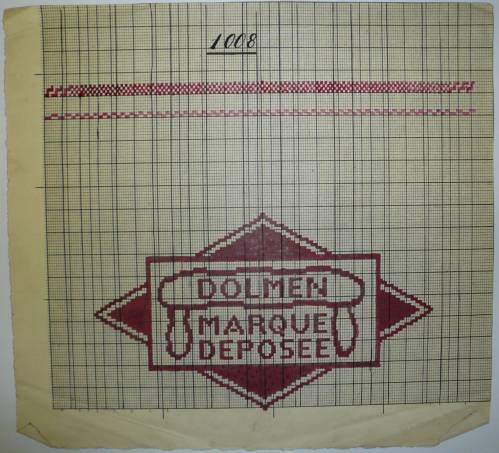 1008
DOLMEN
MARQUE
DEPOSEE